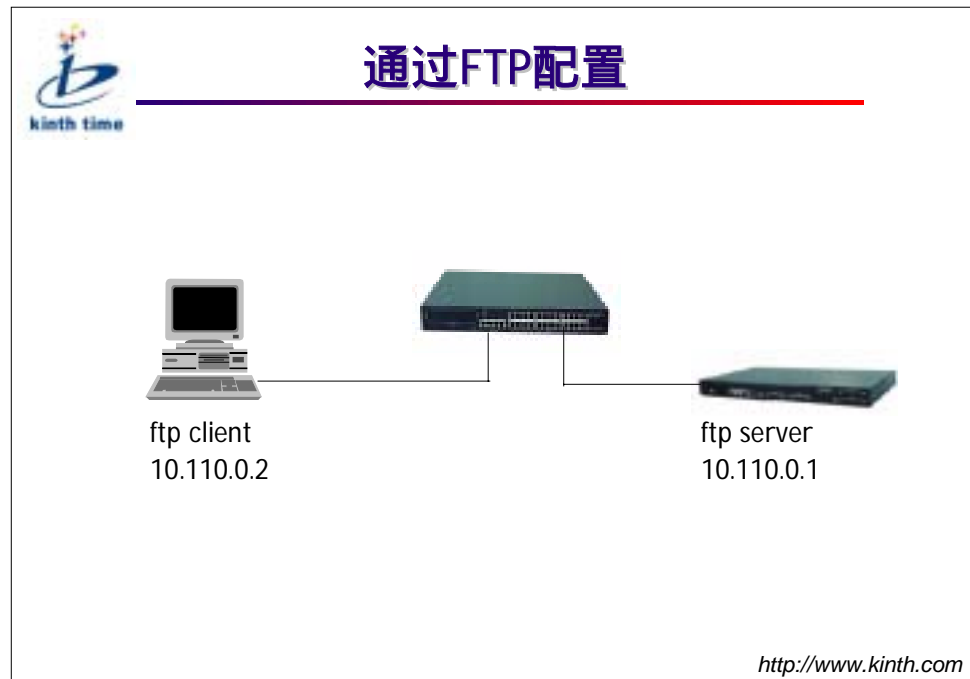 kinth time
通过FTP配置
ftp client
10.110.0.2
ftp server
10.110.0.1
http://www.kinth.com